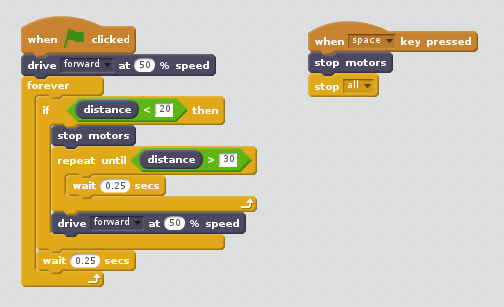 when clicked
drive forward at 50 % speed
forever
if distance < 20 then
stop motors
repeat until distance > 30
wait 0.25 secs
drive forward at 50 % speed
wait 0.25 secs
when space key pressed
stop motors
stop all